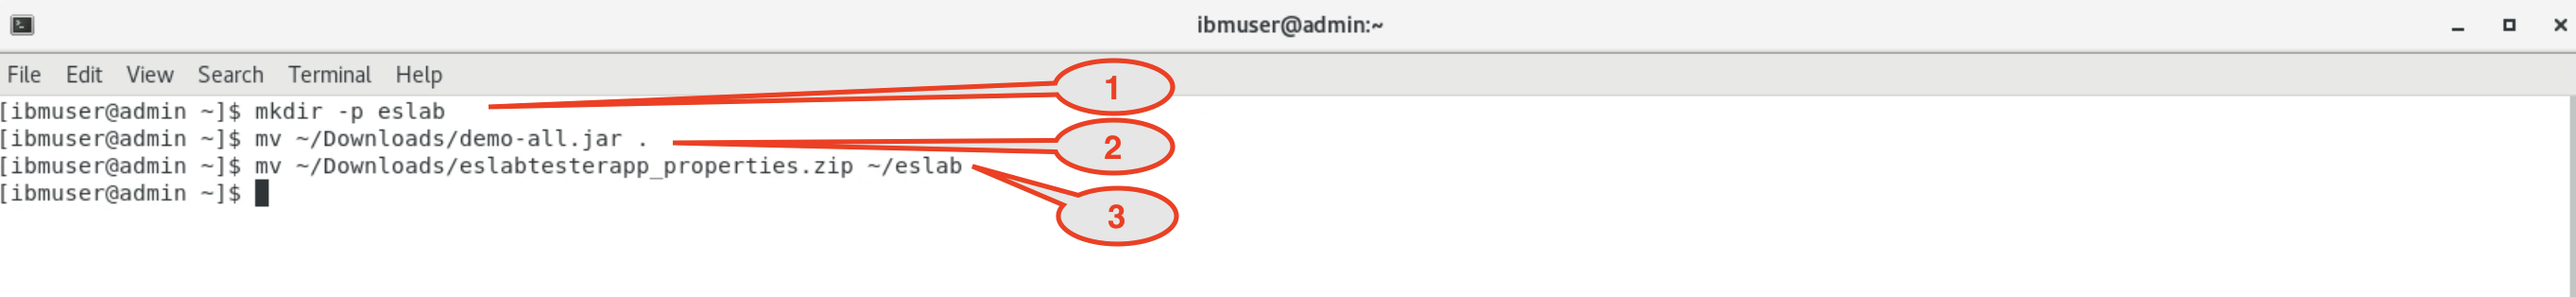 ibmuser@admin:~
File Edit View Search Terminal Help
[ibmuser@admin ~]$ mkdir -p eslab
1
[ibmuser@admin ~]$ mv ~/Downloads/demo-all.jar .
2
[ibmuser@admin ~]$ mv ~/Downloads/eslabtesterapp_properties.zip ~/eslab
3
[ibmuser@admin ~]$